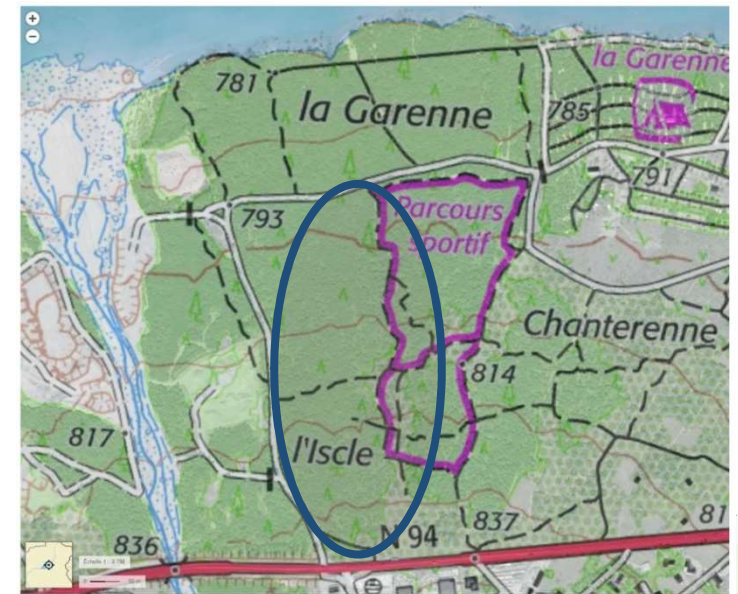 +
−
la Garenne
781
la Garenne
785
791
793
Parcours
sportif
Chanterenne
814
817
l'Iscle
837
81
N 94
836